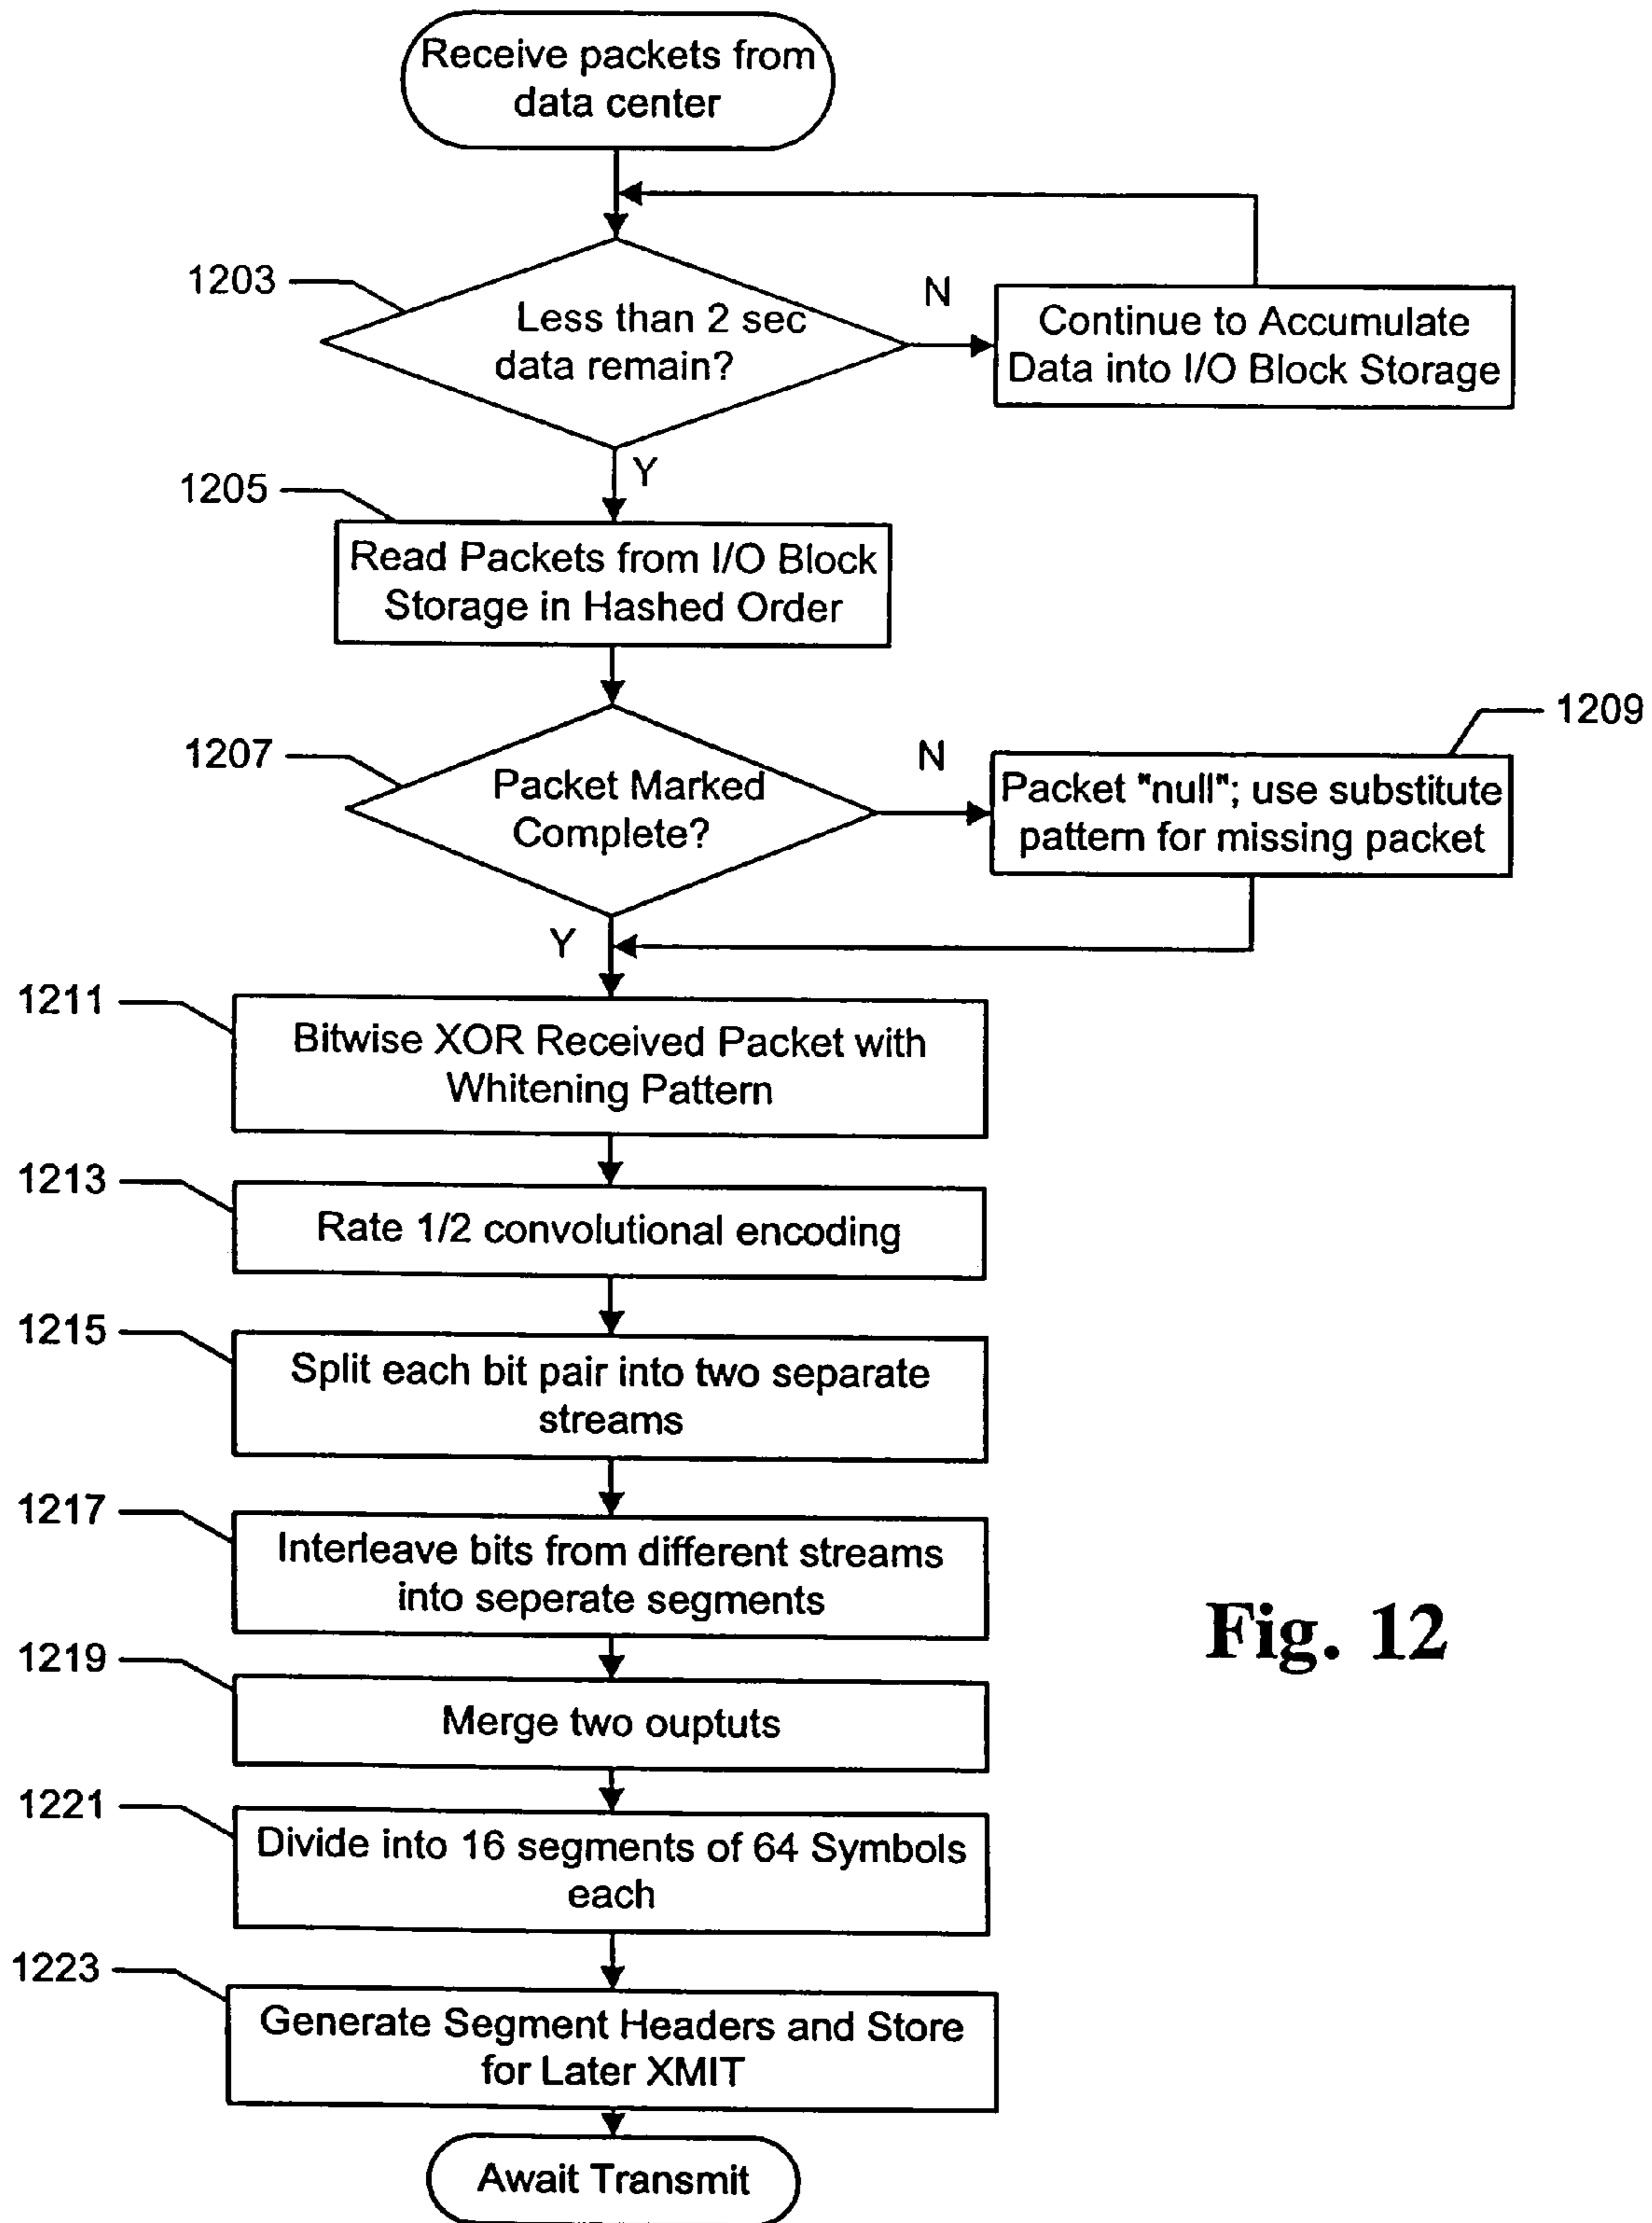 Receive packets from
data center
1203
Less than 2 sec
data remain?
N
Continue to Accumulate
Data into I/O Block Storage
Y
1205
Read Packets from I/O Block
Storage in Hashed Order
1207
Packet Marked
Complete?
N
1209
Packet "null"; use substitute
pattern for missing packet
Y
1211
Bitwise XOR Received Packet with
Whitening Pattern
1213
Rate 1/2 convolutional encoding
1215
Split each bit pair into two separate
streams
1217
Interleave bits from different streams
into seperate segments
1219
Merge two ouptuts
1221
Divide into 16 segments of 64 Symbols
each
1223
Generate Segment Headers and Store
for Later XMIT
Await Transmit
Fig. 12